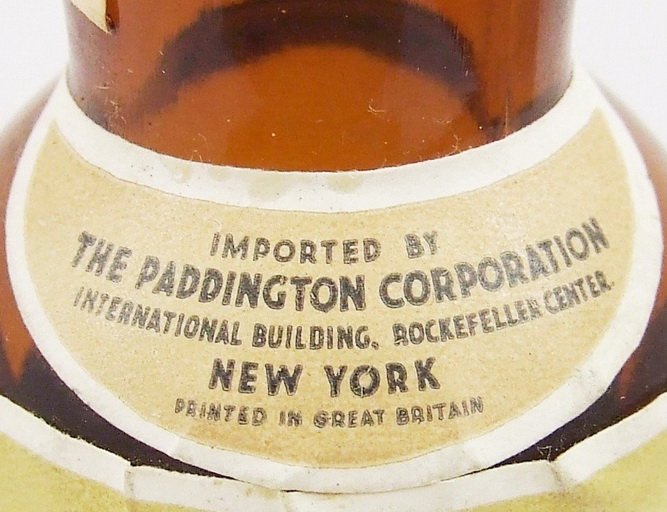 IMPORTED BY
THE PADDINGTON CORPORATION
INTERNATIONAL BUILDING, ROCKEFELLER CENTER.
NEW YORK
PRINTED IN GREAT BRITAIN